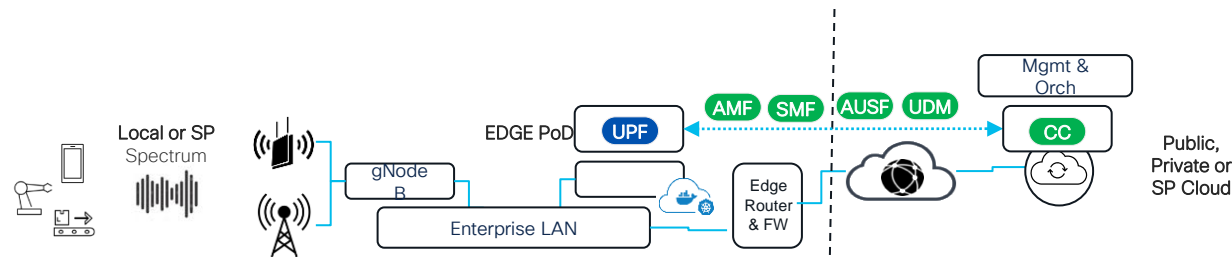 Mgmt &
Orch
AMF
SMF
AUSF
UDM
Local or SP
Spectrum
EDGE PoD
UPF
CC
Public,
Private or
SP Cloud
gNode
B
Edge
Router
& FW
Enterprise LAN